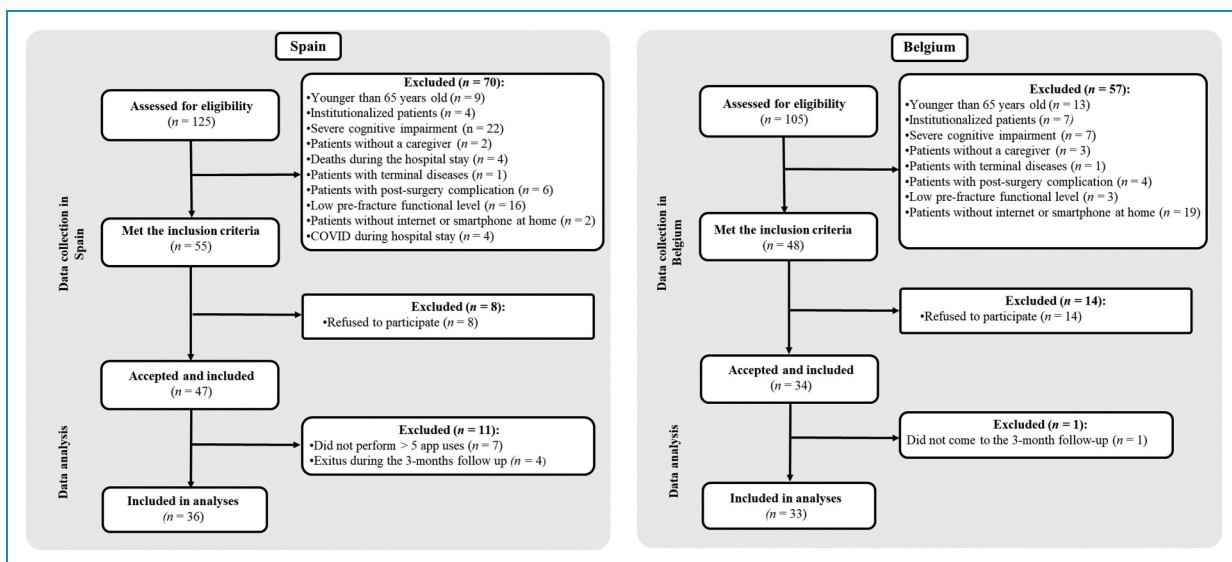 Spain
Assessed for eligibility
(n = 125)
Excluded (n = 70):
•Younger than 65 years old (n = 9)
•Institutionalized patients (n = 4)
•Severe cognitive impairment (n = 22)
•Patients without a caregiver (n = 2)
•Deaths during the hospital stay (n = 4)
•Patients with terminal diseases (n = 1)
•Patients with post-surgery complication (n = 6)
•Low pre-fracture functional level (n = 16)
•Patients without internet or smartphone at home (n = 2)
•COVID during hospital stay (n = 4)
Data collection in
Spain
Met the inclusion criteria
(n = 55)
Excluded (n = 8):
•Refused to participate (n = 8)
Accepted and included
(n = 47)
Data analysis
Excluded (n = 11)
•Did not perform > 5 app uses (n = 7)
•Exitus during the 3-months follow up (n = 4)
Included in analyses
(n = 36)
Belgium
Assessed for eligibility
(n = 105)
Excluded (n = 57):
•Younger than 65 years old (n = 13)
•Institutionalized patients (n = 7)
•Severe cognitive impairment (n = 7)
•Patients without a caregiver (n = 3)
•Patients with terminal diseases (n = 1)
•Patients with post-surgery complication (n = 4)
•Low pre-fracture functional level (n = 3)
•Patients without internet or smartphone at home (n = 19)
Data collection in
Belgium
Met the inclusion criteria
(n = 48)
Excluded (n = 14):
•Refused to participate (n = 14)
Accepted and included
(n = 34)
Data analysis
Excluded (n = 1):
Did not come to the 3-month follow-up (n = 1)
Included in analyses
(n = 33)